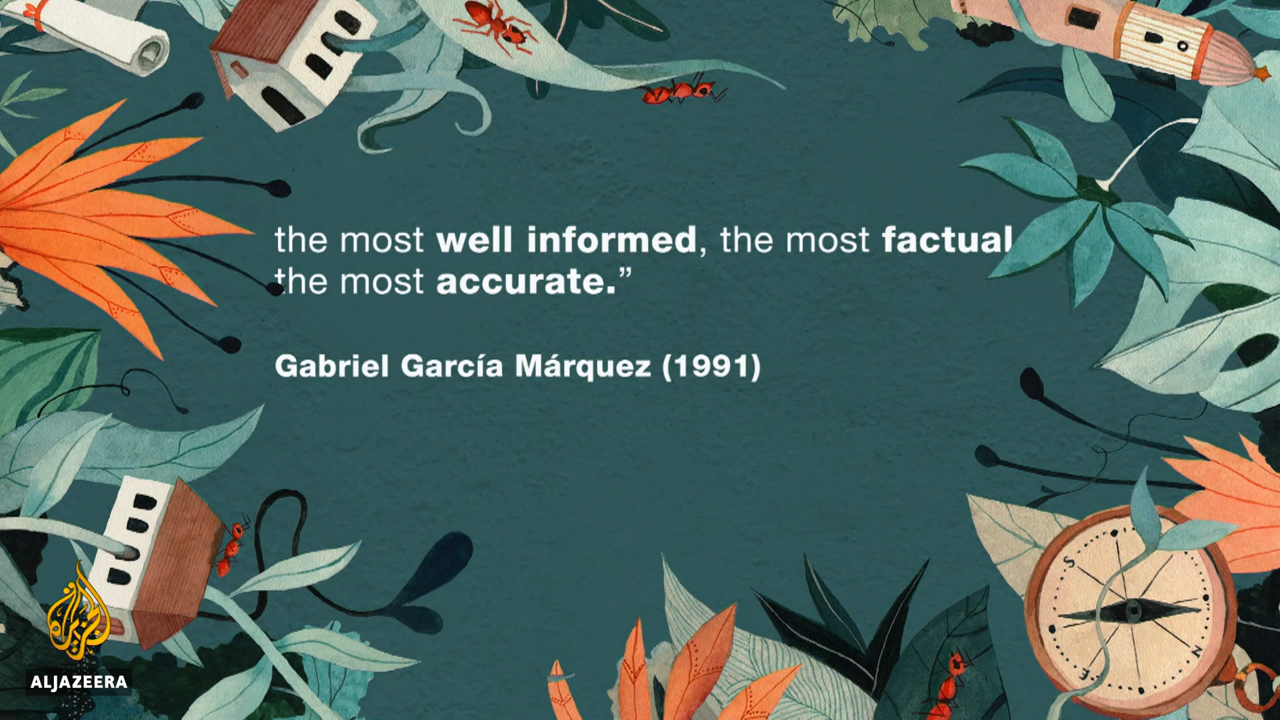 the most well informed, the most factual
the most accurate.”
Gabriel García Márquez (1991)
ALJAZEERA